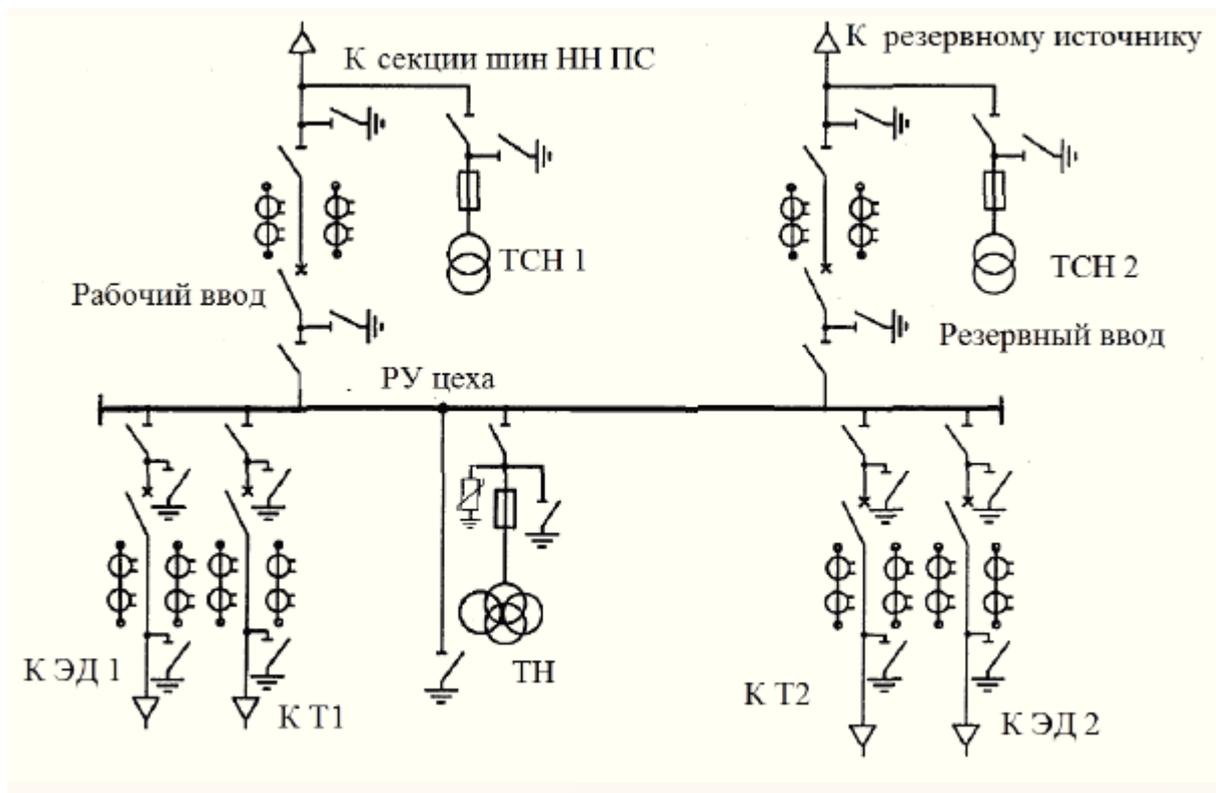 К секции шин НН ПС
К резервному источнику
ТСН 1
ТСН 2
Рабочий ввод
Резервный ввод
РУ цеха
К ЭД 1
К Т1
ТН
К Т2
К ЭД 2